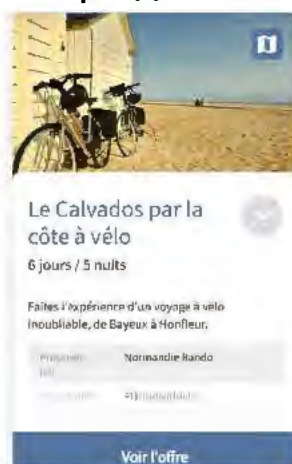 Le Calvados par la
côte à vélo
6 jours / 5 nuits
Faites l'expérience d'un voyage à vélo
inoubliable, de Bayeux à Honfleur.
Normandie Rando
Voir l'offre